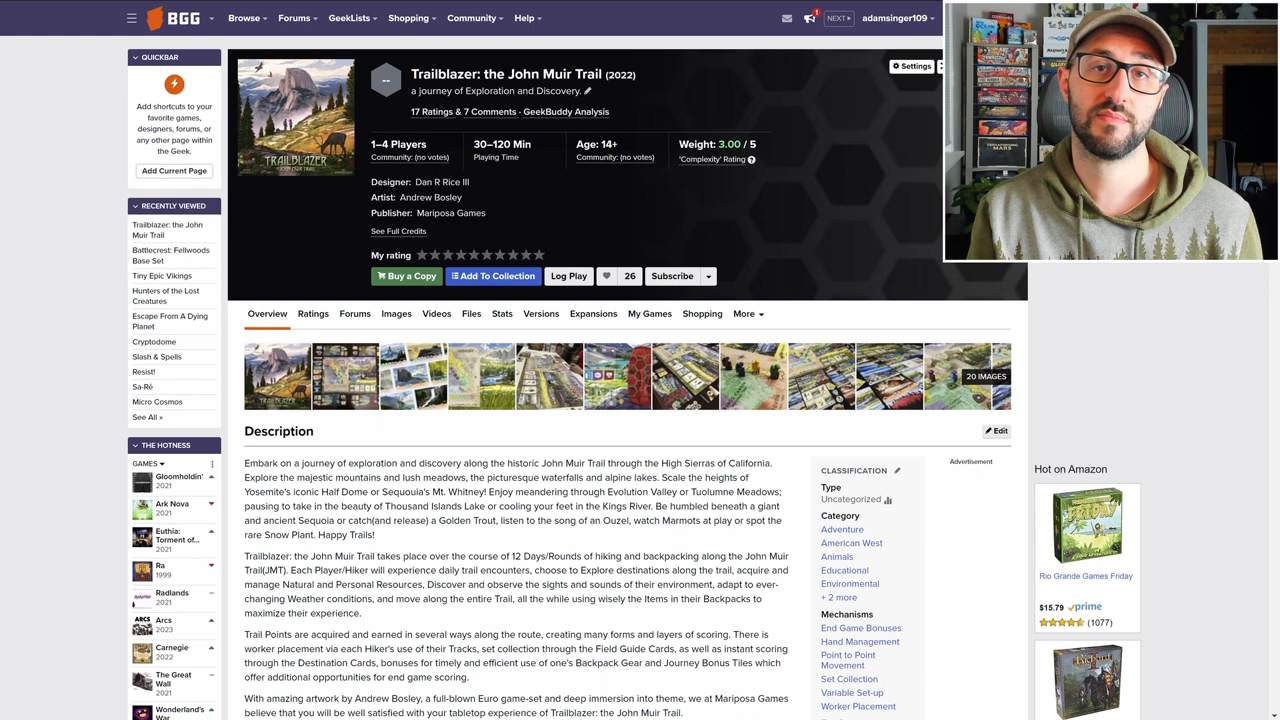 BGG
Browse
Forums
GeekLists
Shopping
Community
Help
1
NEXT
adamsinger109
QUICKBAR
Add shortcuts to your
favorite games,
designers, forums, or
any other page within
the Geek.
Add Current Page
RECENTLY VIEWED
Trailblazer: the John
Muir Trail
Battlecrest: Fellwoods
Base Set
Tiny Epic Vikings
Hunters of the Lost
Creatures
Escape From A Dying
Planet
Cryptodome
Slash & Spells
Resist!
Sa-Ré
Micro Cosmos
See All »
THE HOTNESS
GAMES
Gloomholdin'
2021
Ark Nova
2021
Euthia:
Torment of...
2021
Ra
1999
Radlands
2021
Arcs
2023
Carnegie
2022
The Great
Wall
2021
Wonderland's
War
TRAILBLAZER
--
Trailblazer: the John Muir Trail (2022)
a journey of Exploration and Discovery.
17 Ratings & 7 Comments · GeekBuddy Analysis
1–4 Players
Community: (no votes)
30–120 Min
Playing Time
Age: 14+
Community: (no votes)
Weight: 3.00 / 5
'Complexity' Rating
Designer: Dan R Rice III
Artist: Andrew Bosley
Publisher: Mariposa Games
See Full Credits
My rating
Buy a Copy
Add To Collection
Log Play
26
Subscribe
Settings
Overview
Ratings
Forums
Images
Videos
Files
Stats
Versions
Expansions
My Games
Shopping
More
20 IMAGES
Description
Edit
Embark on a journey of exploration and discovery along the historic John Muir Trail through the High Sierras of California.
Explore the majestic mountains and lush meadows, the picturesque waterfalls and alpine lakes. Scale the heights of
Yosemite's iconic Half Dome or Seqouuia's Mt. Whitney! Enjoy meandering through Evolution Valley or Tuolumne Meadows;
pausing to take in the beauty of Thousand Islands Lake or cooling your feet in the Kings River. Be humbled beneath a giant
and ancient Sequoia or catch(and release) a Golden Trout, listen to the song of an Ouzel, watch Marmots at play or spot the
rare Snow Plant. Happy Trails!
Trailblazer: the John Muir Trail takes place over the course of 12 Days/Rounds of hiking and backpacking along the John Muir
Trail(JMT). Each Player/Hiker will experience daily trail encounters, choose to Explore destinations along the trail, acquire and
manage Natural and Personal Resources, Discover and observe the sights and sounds of their environment, adapt to ever-
changing Weather conditions, and move along the entire Trail, all the while using wisely the Items in their Backpacks to
maximize their experience.
Trail Points are acquired and earned in several ways along the route, creating many forms and layers of scoring. There is
worker placement via each Hiker's use of their Tracks, set collection through the Field Guide Cards, as well as instant scoring
through the Destination Cards, bonuses for timely and efficient use of one's Backpack Gear and Journey Bonus Tiles which
offer additional opportunities for end game scoring.
With amazing artwork by Andrew Bosley, a full-blown Euro game-set and deep immersion into theme, we at Mariposa Games
believe that you will be well satisfied with your tabletop experience of Trailblazer: the John Muir Trail.
CLASSIFICATION
Type
Uncategorized
Category
Adventure
American West
Animals
Educational
Environmental
+ 2 more
Mechanisms
End Game Bonuses
Hand Management
Point to Point
Movement
Set Collection
Variable Set-up
Worker Placement
Advertisement
Hot on Amazon
FRIDAY
Rio Grande Games Friday
$15.79 prime
(1077)